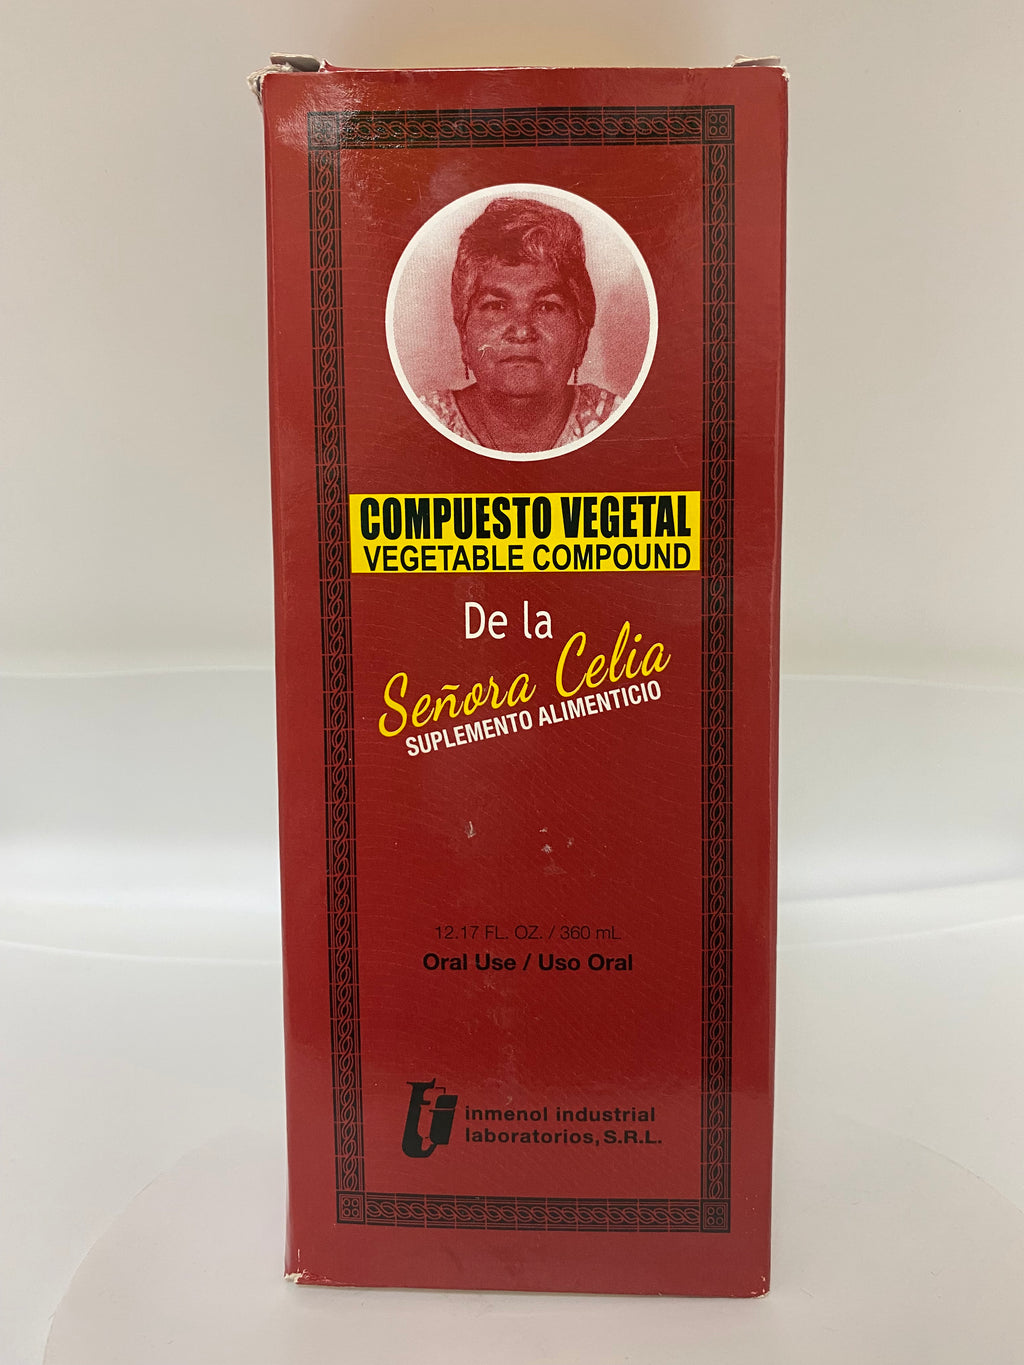 COMPUESTO VEGETAL
VEGETABLE COMPOUND
De la
Señora Celia
SUPLEMENTO ALIMENTICIO
12.17 FL. OZ. / 360 mL
Oral Use / Uso Oral
inmenol industrial
laboratorios, S.R.L.